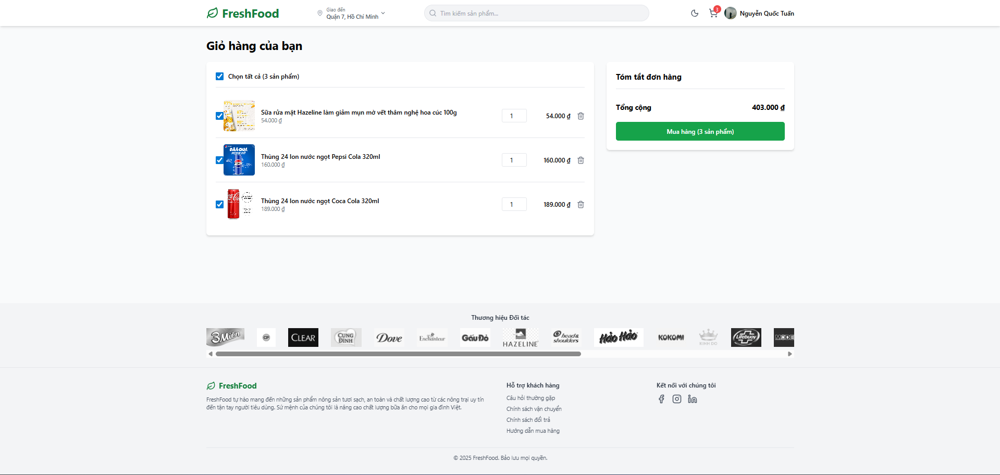 FreshFood
Giao đến
Quận 7, Hồ Chí Minh
Tìm kiếm sản phẩm...
3
Nguyễn Quốc Tuấn
Giỏ hàng của bạn
Chọn tất cả (3 sản phẩm)
Sữa rửa mặt Hazeline làm giảm mụn mờ vết thâm nghệ hoa cúc 100g
54.000 ₫
1
54.000 ₫
Thùng 24 lon nước ngọt Pepsi Cola 320ml
160.000 ₫
1
160.000 ₫
Thùng 24 lon nước ngọt Coca Cola 320ml
189.000 ₫
1
189.000 ₫
Tóm tắt đơn hàng
Tổng cộng
403.000 ₫
Mua hàng (3 sản phẩm)
Thương hiệu Đối tác
3 Miền
CP
CLEAR
CUNG ĐÌNH
Dove
Enchanteur
Gấu Đỏ
HAZELINE
head & shoulders
Hảo Hảo
KOKOMI
KINH DO
Lifebuoy
MODE
FreshFood
FreshFood tự hào mang đến những sản phẩm nông sản tươi sạch, an toàn và chất lượng cao từ các nông trại uy tín
đến tận tay người tiêu dùng. Sứ mệnh của chúng tôi là nâng cao chất lượng bữa ăn cho mọi gia đình Việt.
Hỗ trợ khách hàng
Câu hỏi thường gặp
Chính sách vận chuyển
Chính sách đổi trả
Hướng dẫn mua hàng
Kết nối với chúng tôi
© 2025 FreshFood. Bảo lưu mọi quyền.